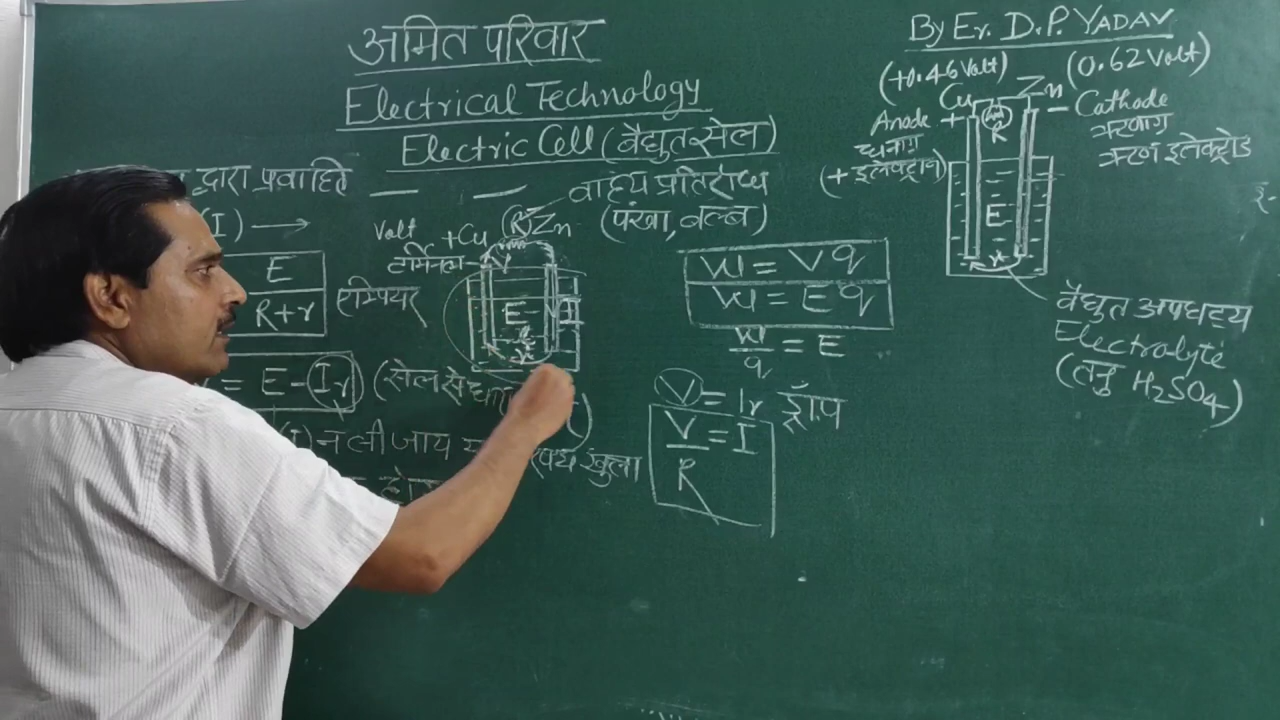 अमित परिवार
By Er. D.P. YADAV
Electrical Technology
Electric Cell (वैधुत सेल)
(+0.46 Volt)
(0.62 Volt)
Cu
Zn
Anode +
R
- Cathode
धनाग्र
ऋणाग्र
(+ इलेक्ट्राड)
ऋण इलेक्ट्रोड
E
r
द्वारा प्रवाहित
(I) →
वाह्य प्रतिरोध
(पंखा, बल्ब)
Volt
+Cu
(R) Zn
टर्मिनल
V
E
r
E
R+r
एम्पियर
= E-Ir
(सेल से
(I) न ली जाय
खुला
W = Vq
W = Eq
W/q = E
V = Ir ड्रॉप
V/R = I
वैधुत अपघट्य
Electrolyte
(तनु H₂SO₄)